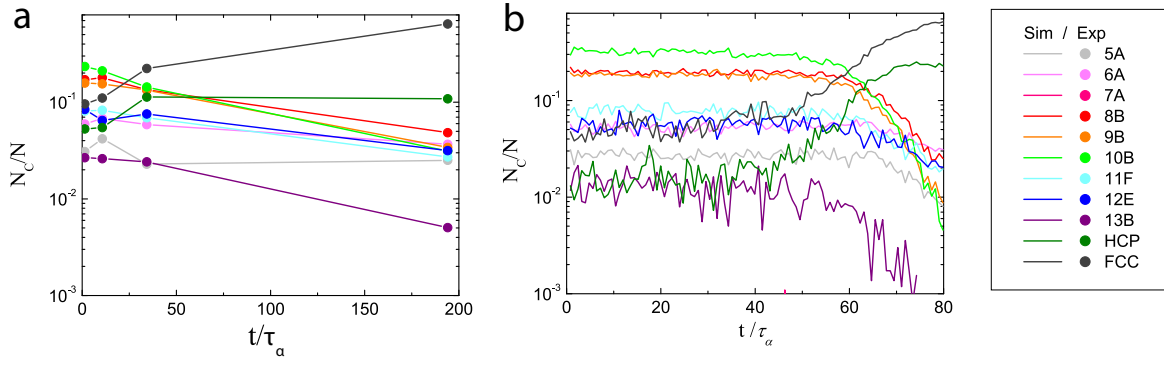 a
N_C/N
10^-1
10^-2
10^-3
0 50 100 150 200
t/τ_α
b
N_C/N
10^-1
10^-2
10^-3
0 20 40 60 80
t/τ_α
Sim / Exp
5A
6A
7A
8B
9B
10B
11F
12E
13B
HCP
FCC